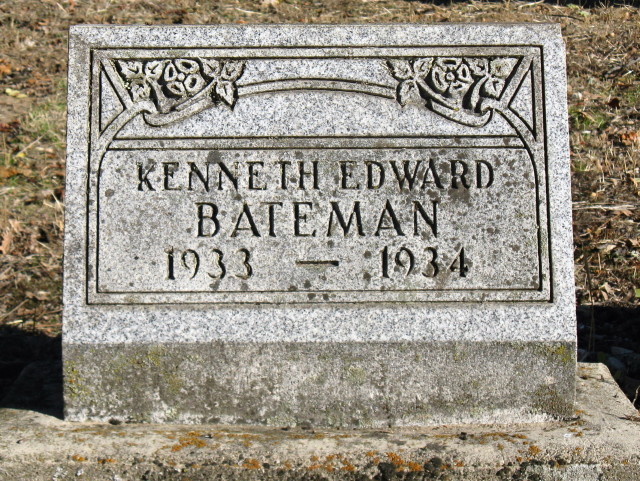 KENNETH EDWARD
BATEMAN
1933 — 1934